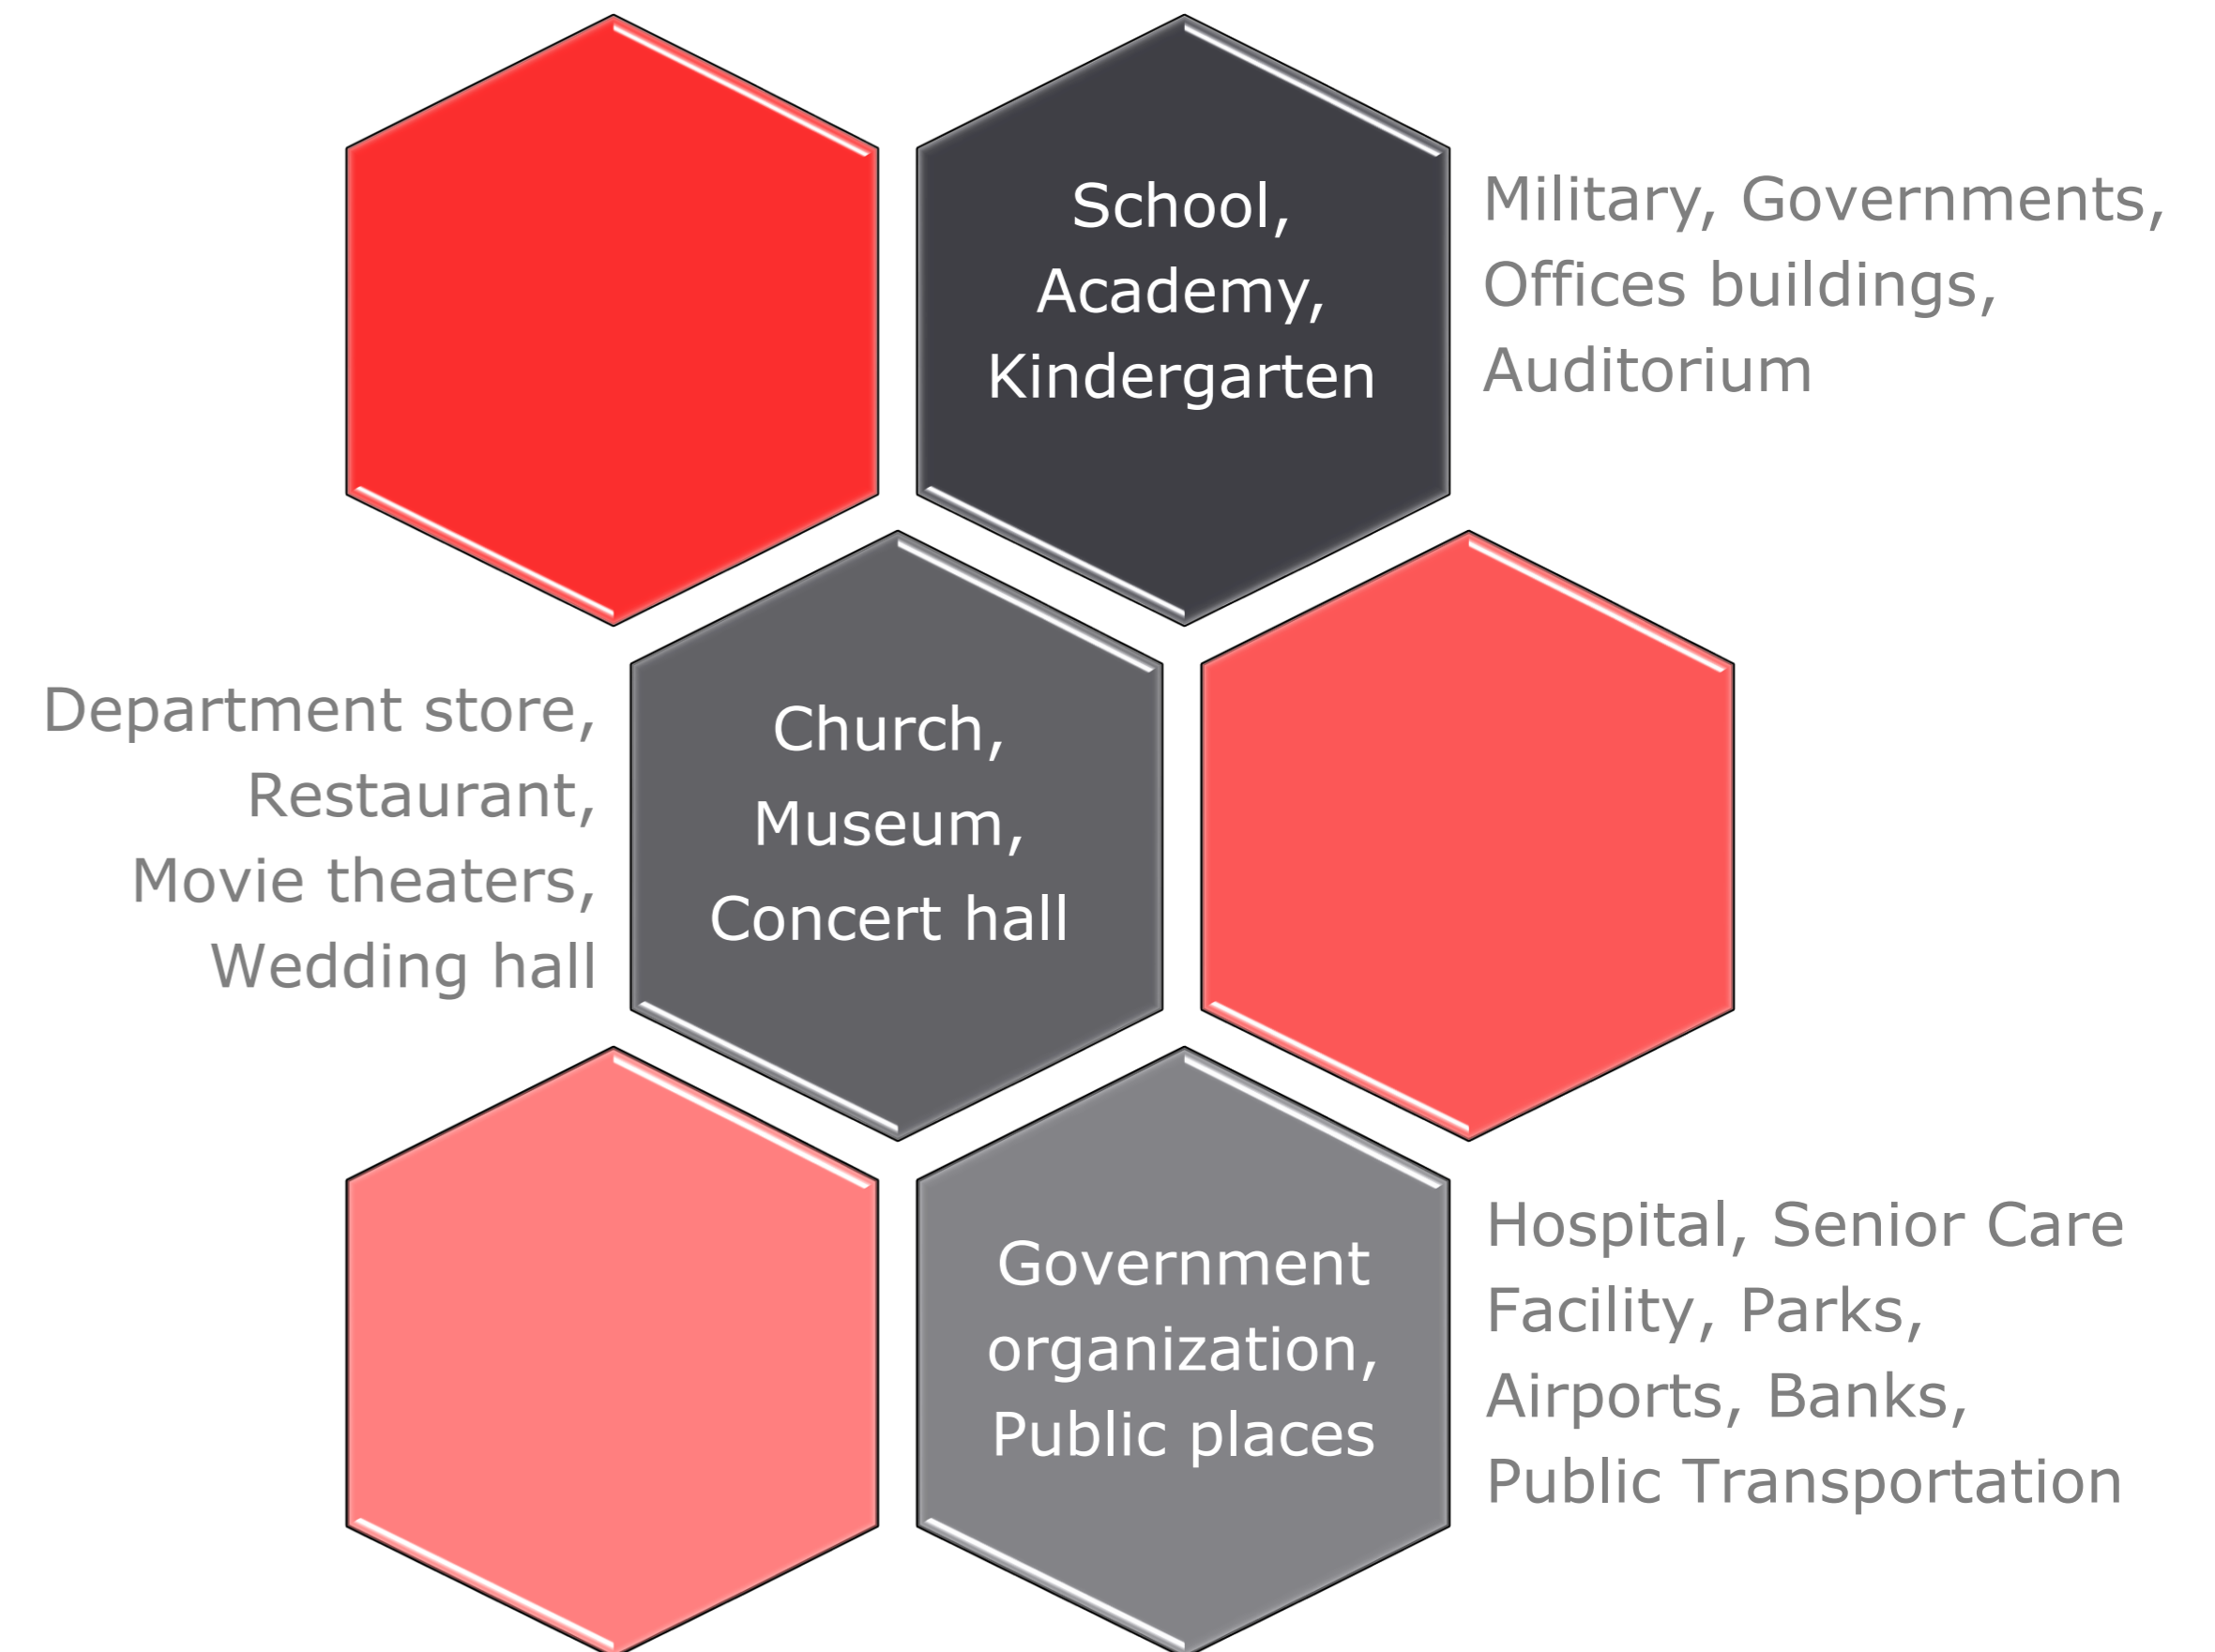 School,
Academy,
Kindergarten
Military, Governments,
Offices buildings,
Auditorium
Department store,
Restaurant,
Movie theaters,
Wedding hall
Church,
Museum,
Concert hall
Government
organization,
Public places
Hospital, Senior Care
Facility, Parks,
Airports, Banks,
Public Transportation